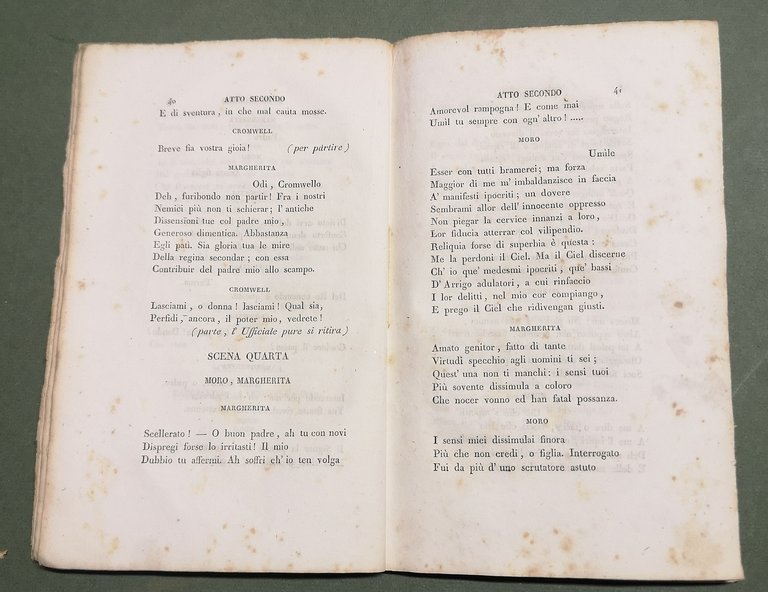 40 ATTO SECONDO
E di sventura, in che mal cauta mosse.
CROMWELL
Breve fia vostra gioia! (per partire)
MARGHERITA
Odi, Cromwello
Deh, furibondo non partir! Fra i nostri
Nemici più non ti schierar; l'antiche
Dissensioni tue col padre mio,
Generoso dimentica. Abbastanza
Egli patì. Sia gloria tua le mire
Della regina secondar; con essa
Contribuir del padre mio allo scampo.
CROMWELL
Lasciami, o donna! lasciami! Qual sia,
Perfidi, ancora, il poter mio, vedrete!
(parte, l'Uffiziale pure si ritira)
SCENA QUARTA
MORO, MARGHERITA
MARGHERITA
Scellerato! — O buon padre, ah tu con novi
Dispregi forse lo irritasti! Il mio
Dubbio tu affermi. Ah soffri ch'io ten volga
ATTO SECONDO 41
Amorevol rampogna! E come mai
Umil tu sempre con ogn'altro! .....
MORO
Umìle
Esser con tutti bramerei; ma forza
Maggior di me m'imbaldanzisce in faccia
A' manifesti ipocriti; un dovere
Sembrami allor dell'innocente oppresso
Non piegar la cervice innanzi a loro,
Lor fiducia atterrar col vilipendio.
Reliquia forse di superbia è questa:
Me la perdoni il Ciel. Ma il Ciel discerne
Ch'io que' medesmi ipocriti, que' bassi
D'Arrigo adulatori, a cui rinfaccio
I lor delitti, nel mio cor compiango,
E prego il Ciel che ridivengan giusti.
MARGHERITA
Amato genitor, fatto di tante
Virtudi specchio agli uomini ti sei;
Quest'una non ti manchi: i sensi tuoi
Più sovente dissimula a coloro
Che nocer vonno ed han fatal possanza.
MORO
I sensi miei dissimulai finora
Più che non credi, o figlia. Interrogato
Fui da più d'uno scrutatore astuto